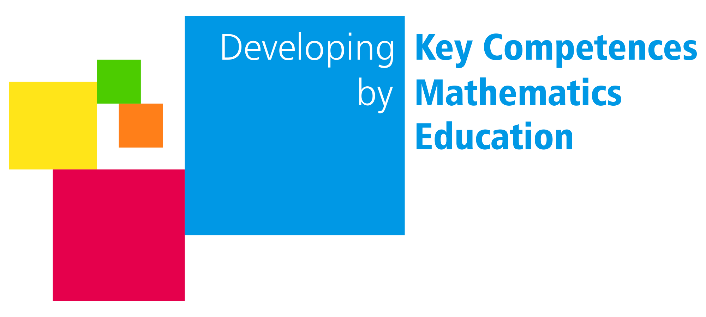 Developing Key Competences
by Mathematics
Education